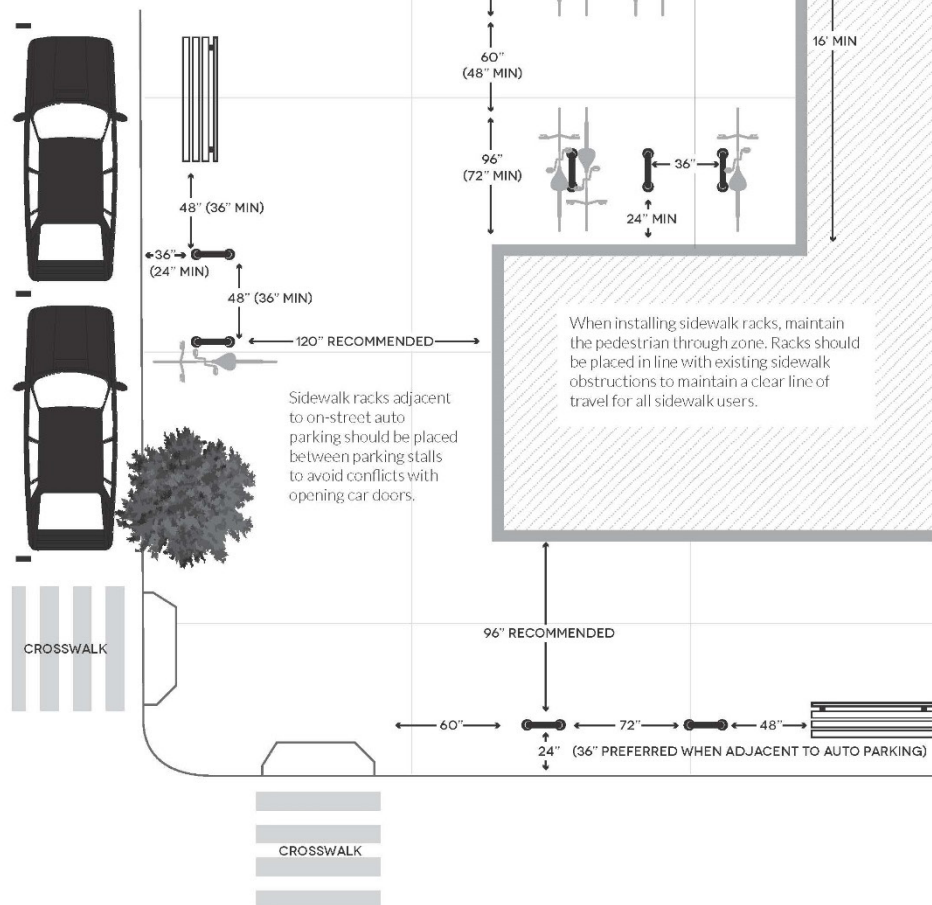 60"
(48" MIN)
16' MIN
96"
(72" MIN)
36"
24" MIN
48" (36" MIN)
36"
(24" MIN)
48" (36" MIN)
120" RECOMMENDED
When installing sidewalk racks, maintain
the pedestrian through zone. Racks should
be placed in line with existing sidewalk
obstructions to maintain a clear line of
travel for all sidewalk users.
Sidewalk racks adjacent
to on-street auto
parking should be placed
between parking stalls
to avoid conflicts with
opening car doors.
CROSSWALK
96" RECOMMENDED
60"
72"
48"
24" (36" PREFERRED WHEN ADJACENT TO AUTO PARKING)
CROSSWALK